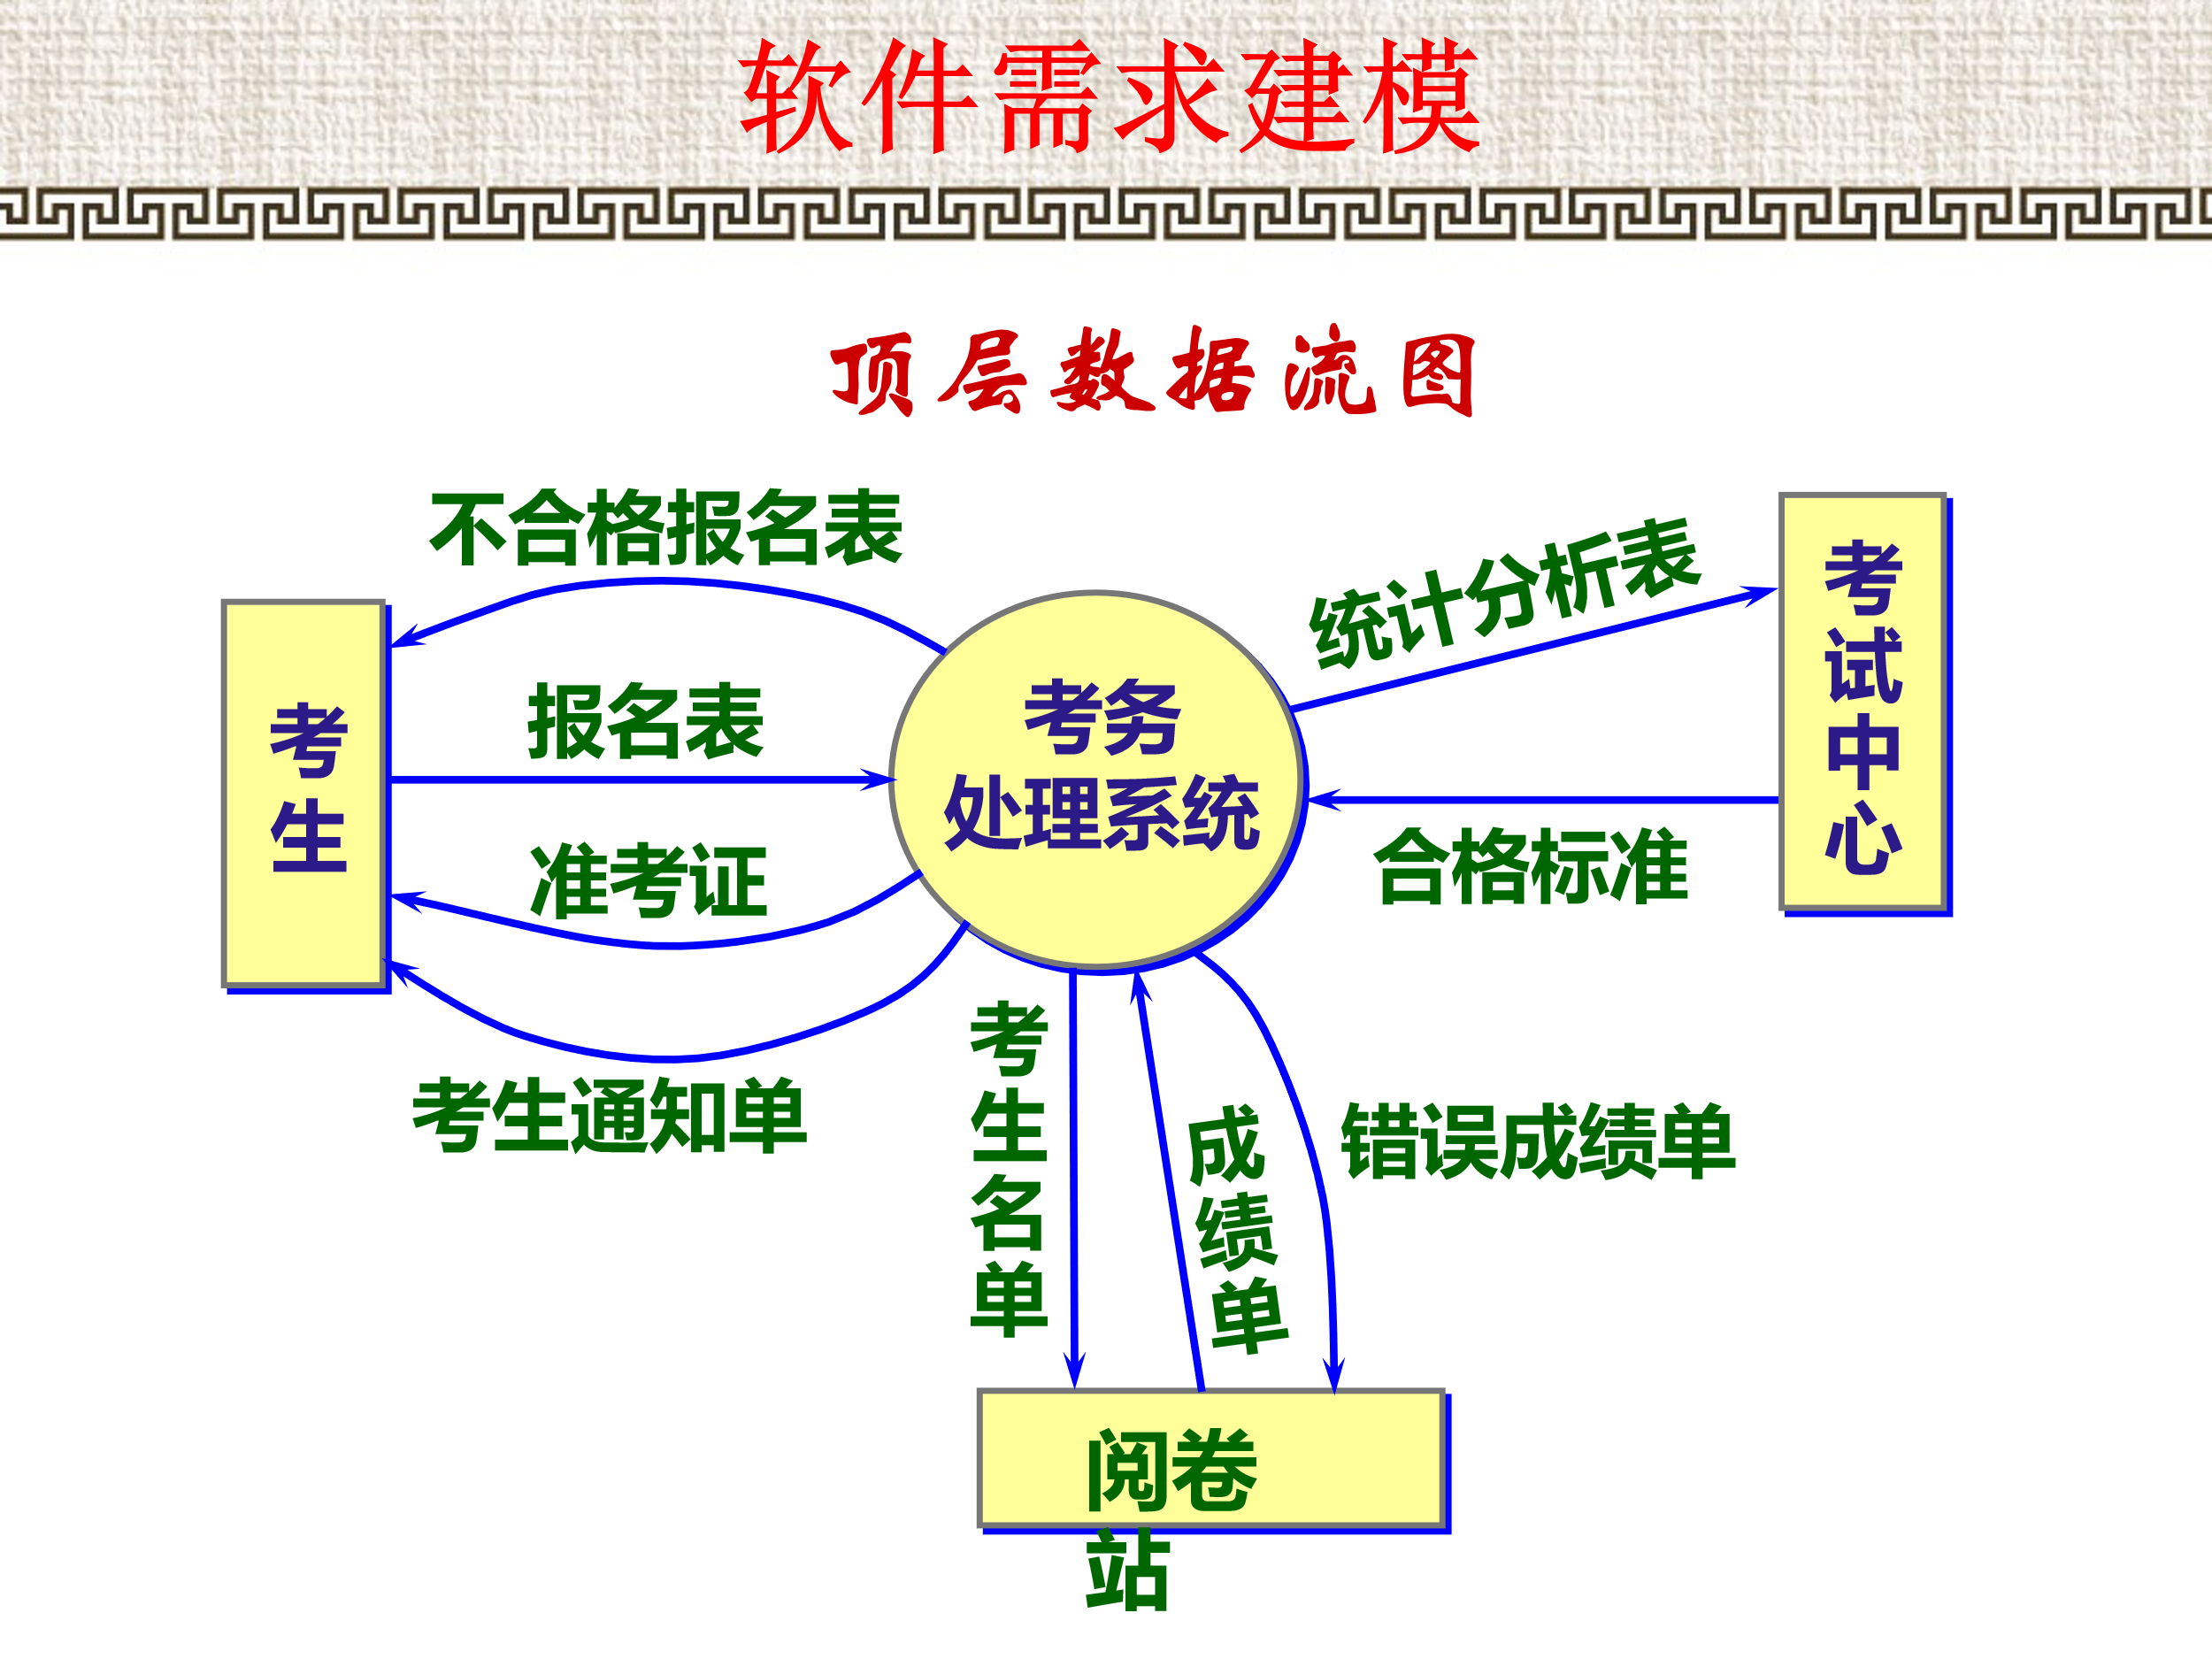 软件需求建模
顶层数据流图
不合格报名表
统计分析表
考试中心
考生
报名表
考务
处理系统
合格标准
准考证
考生通知单
考生名单
成绩单
错误成绩单
阅卷
站